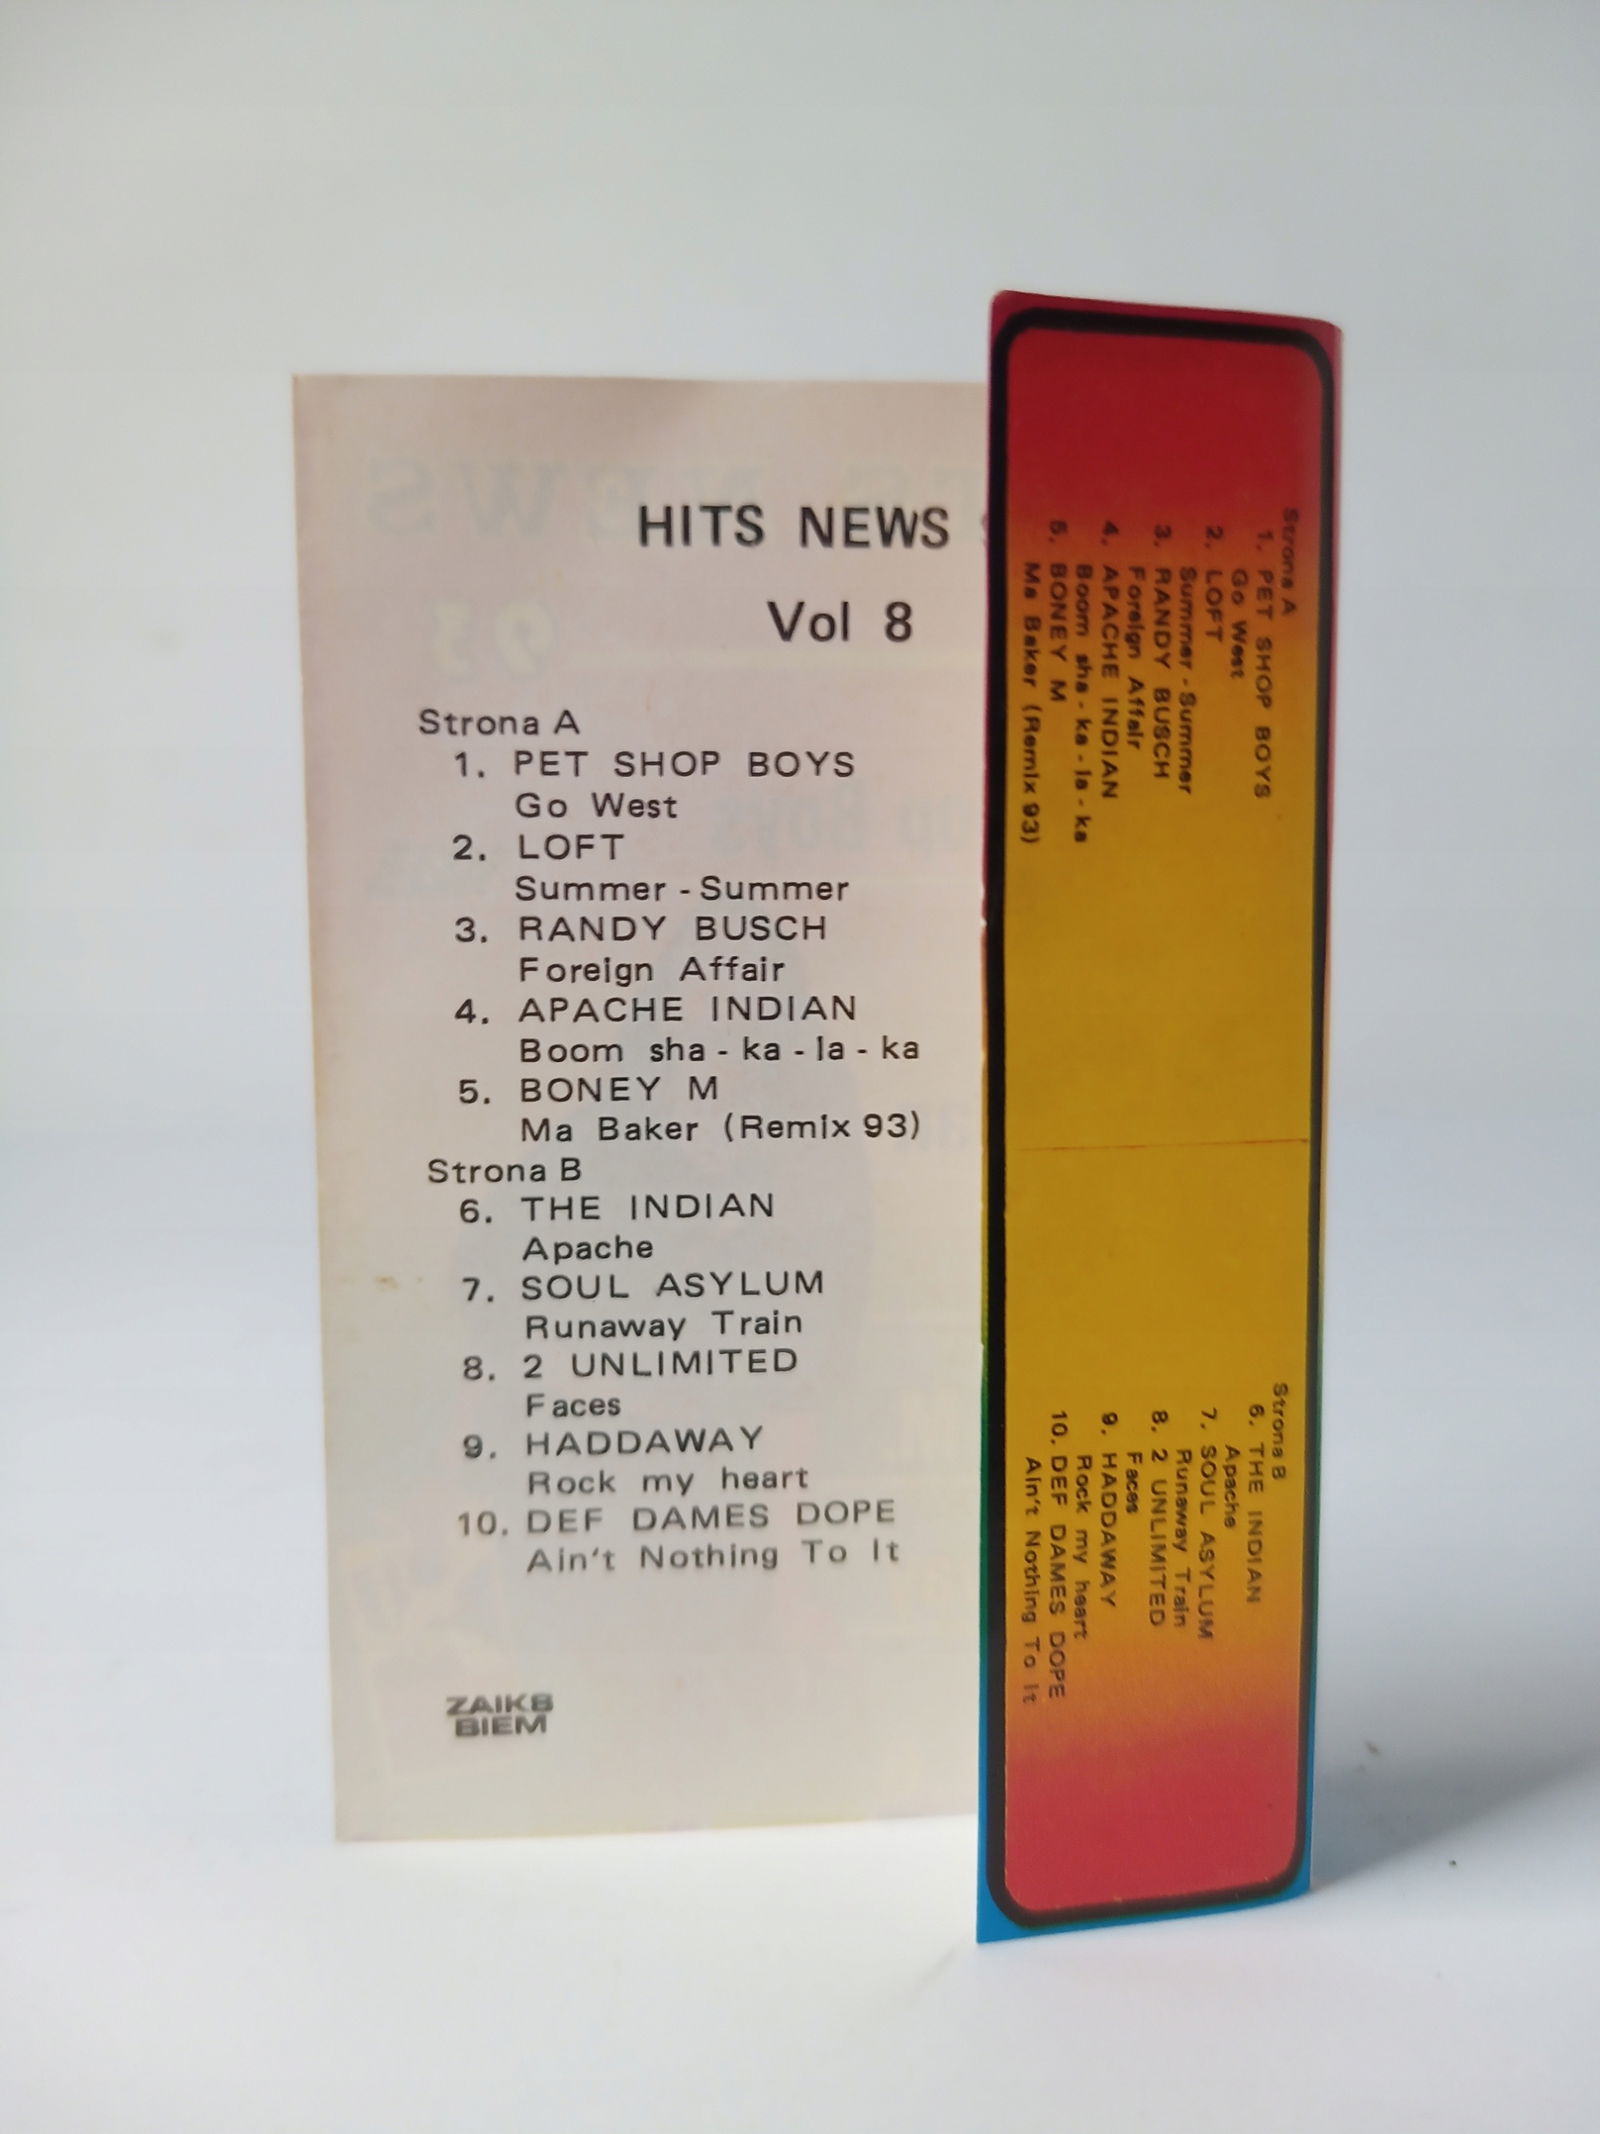 HITS NEWS
Vol 8
Strona A
1. PET SHOP BOYS
Go West
2. LOFT
Summer - Summer
3. RANDY BUSCH
Foreign Affair
4. APACHE INDIAN
Boom sha - ka - la - ka
5. BONEY M
Ma Baker (Remix 93)
Strona B
6. THE INDIAN
Apache
7. SOUL ASYLUM
Runaway Train
8. 2 UNLIMITED
Faces
9. HADDAWAY
Rock my heart
10. DEF DAMES DOPE
Ain't Nothing To It
ZAIKS
BIEM
Strona A
1. PET SHOP BOYS
Go West
2. LOFT
Summer - Summer
3. RANDY BUSCH
Foreign Affair
4. APACHE INDIAN
Boom sha - ka - la - ka
5. BONEY M
Ma Baker (Remix 93)
Strona B
6. THE INDIAN
Apache
7. SOUL ASYLUM
Runaway Train
8. 2 UNLIMITED
Faces
9. HADDAWAY
Rock my heart
10. DEF DAMES DOPE
Ain't Nothing To It